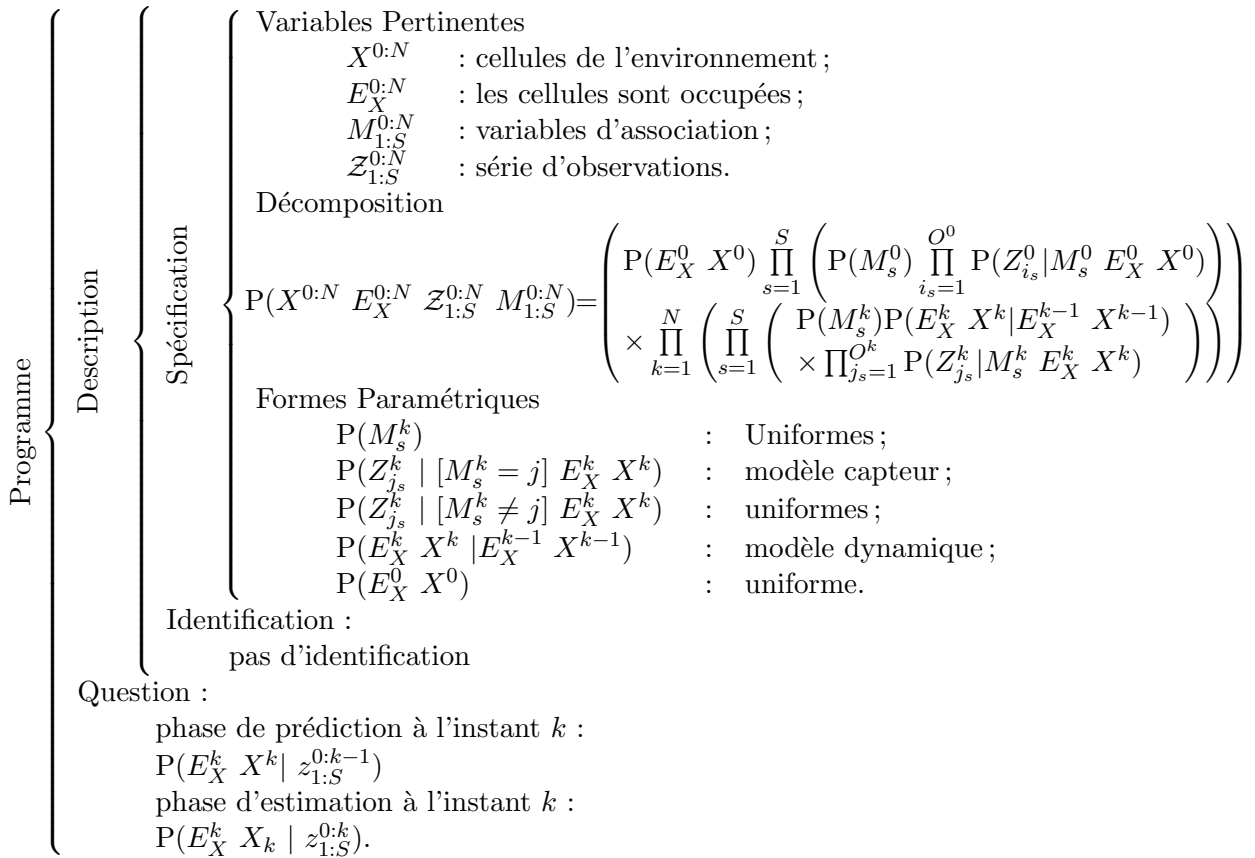 Programme
Description
Spécification
Variables Pertinentes
X^{0:N} : cellules de l'environnement ;
E_X^{0:N} : les cellules sont occupées ;
M_{1:S}^{0:N} : variables d'association ;
𝒵_{1:S}^{0:N} : série d'observations.
Décomposition
P(X^{0:N} E_X^{0:N} 𝒵_{1:S}^{0:N} M_{1:S}^{0:N}) = ( P(E_X^0 X^0) ∏_{s=1}^{S} ( P(M_s^0) ∏_{i_s=1}^{O^0} P(Z_{i_s}^0 | M_s^0 E_X^0 X^0) )
× ∏_{k=1}^{N} ( ∏_{s=1}^{S} ( P(M_s^k)P(E_X^k X^k | E_X^{k-1} X^{k-1})
× ∏_{j_s=1}^{O^k} P(Z_{j_s}^k | M_s^k E_X^k X^k) ) ) )
Formes Paramétriques
P(M_s^k) : Uniformes ;
P(Z_{j_s}^k | [M_s^k = j] E_X^k X^k) : modèle capteur ;
P(Z_{j_s}^k | [M_s^k ≠ j] E_X^k X^k) : uniformes ;
P(E_X^k X^k | E_X^{k-1} X^{k-1}) : modèle dynamique ;
P(E_X^0 X^0) : uniforme.
Identification :
pas d'identification
Question :
phase de prédiction à l'instant k :
P(E_X^k X^k | z_{1:S}^{0:k-1})
phase d'estimation à l'instant k :
P(E_X^k X_k | z_{1:S}^{0:k}).